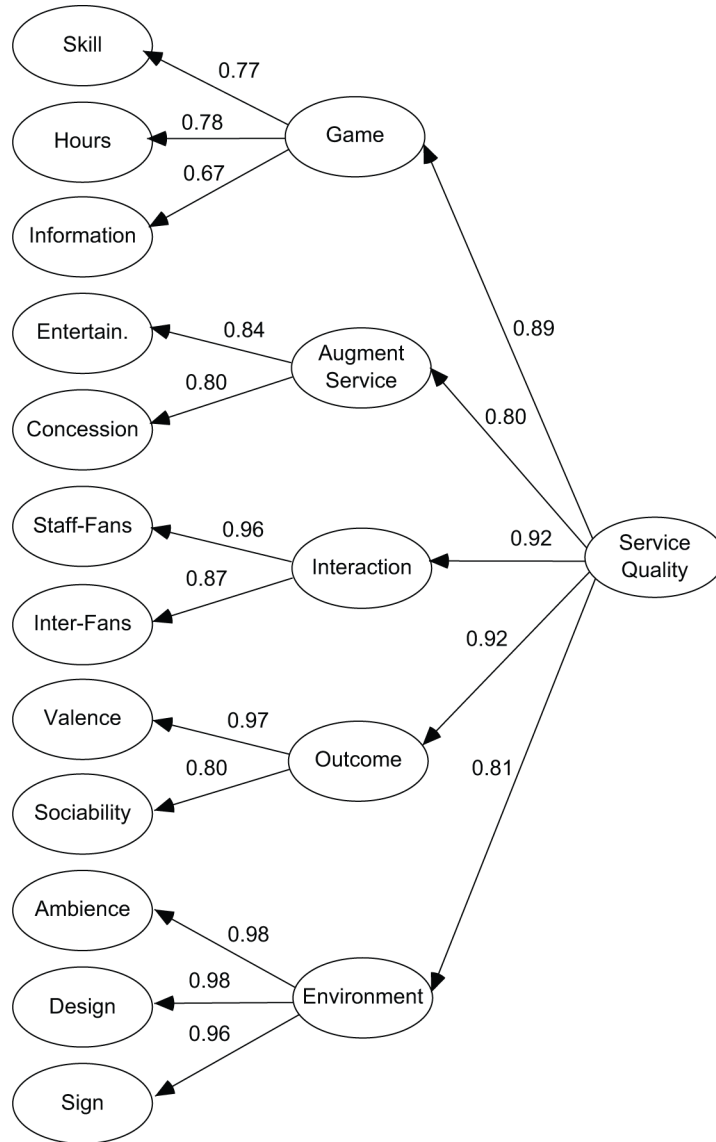 Skill
0.77
Hours
0.78
Game
0.67
Information
Entertain.
0.84
Augment
Service
0.89
0.80
Concession
0.80
Staff-Fans
0.96
0.92
Service
Quality
Interaction
0.87
Inter-Fans
0.92
Valence
0.97
Outcome
0.81
0.80
Sociability
Ambience
0.98
Design
0.98
Environment
0.96
Sign